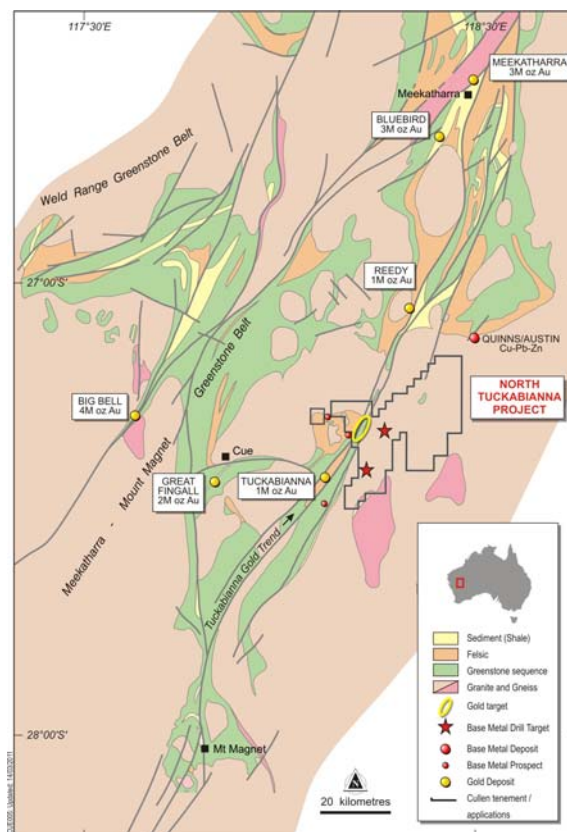 117°30'E
118°30'E
MEEKATHARRA
3M oz Au
Meekatharra
BLUEBIRD
3M oz Au
Weld Range Greenstone Belt
REEDY
1M oz Au
27°00'S'
QUINNS/AUSTIN
Cu-Pb-Zn
NORTH
TUCKABIANNA
PROJECT
BIG BELL
4M oz Au
Meekatharra - Mount Magnet
Greenstone Belt
Cue
GREAT
FINGALL
2M oz Au
TUCKABIANNA
1M oz Au
Tuckabianna Gold Trend
28°00'S'
Mt Magnet
N
20 kilometres
Sediment (Shale)
Felsic
Greenstone sequence
Granite and Gneiss
Gold target
Base Metal Drill Target
Base Metal Deposit
Base Metal Prospect
Gold Deposit
Cullen tenement /
applications
Updated: 14/03/2011